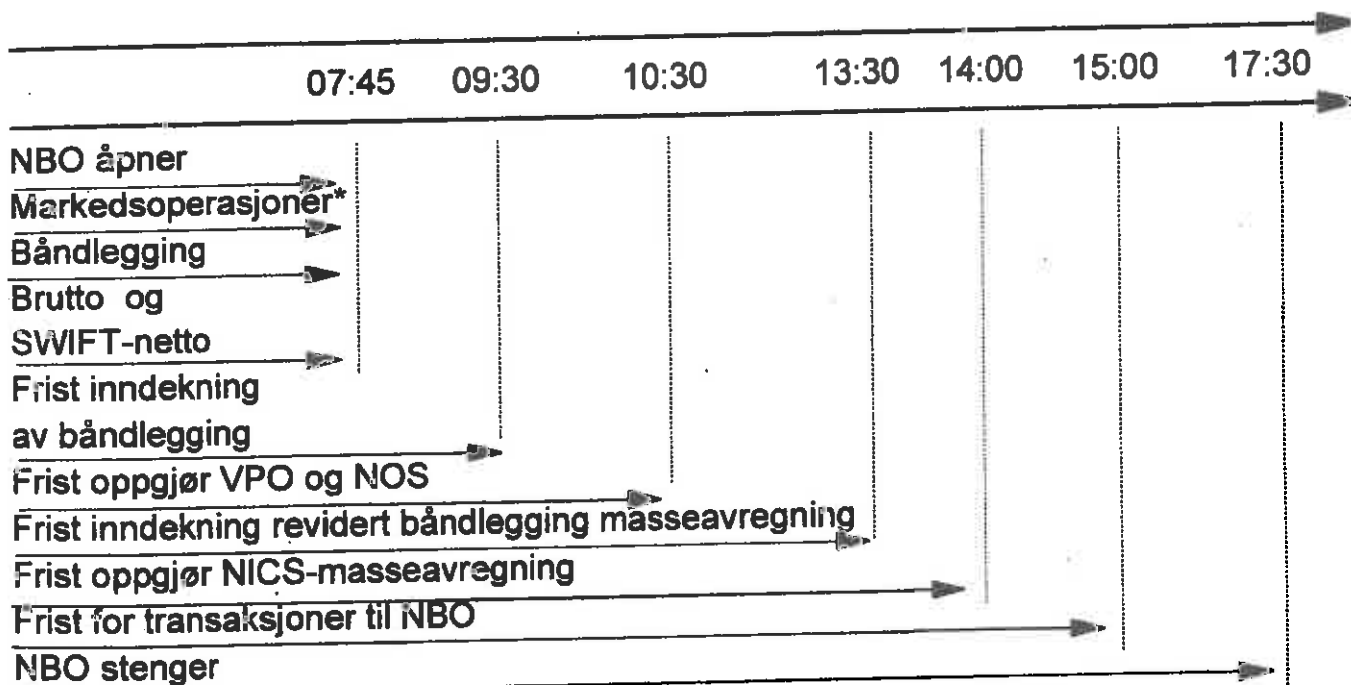 07:45 09:30 10:30 13:30 14:00 15:00 17:30
NBO åpner
Markedsoperasjoner*
Båndlegging
Brutto og
SWIFT-netto
Frist inndekning
av båndlegging
Frist oppgjør VPO og NOS
Frist inndekning revidert båndlegging masseavregning
Frist oppgjør NICS-masseavregning
Frist for transaksjoner til NBO
NBO stenger